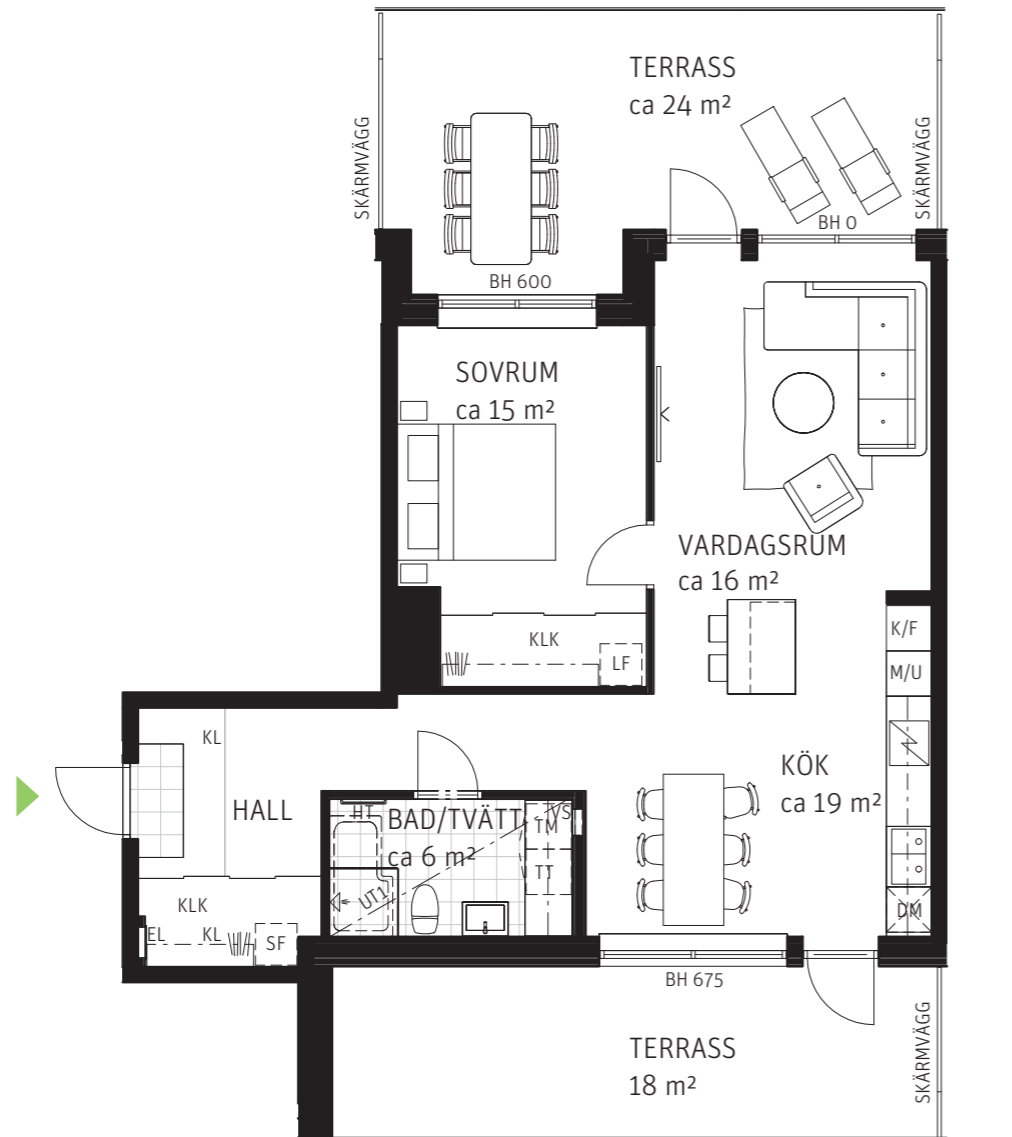 TERRASS
ca 24 m²
SKÄRMVÄGG
SKÄRMVÄGG
BH 0
BH 600
SOVRUM
ca 15 m²
VARDAGSRUM
ca 16 m²
K/F
KLK
LF
M/U
KL
KÖK
ca 19 m²
HALL
HT
BAD/TVÄTT
VS
TM
ca 6 m²
TT
UT1
KLK
DM
EL
KL
SF
BH 675
TERRASS
18 m²
SKÄRMVÄGG